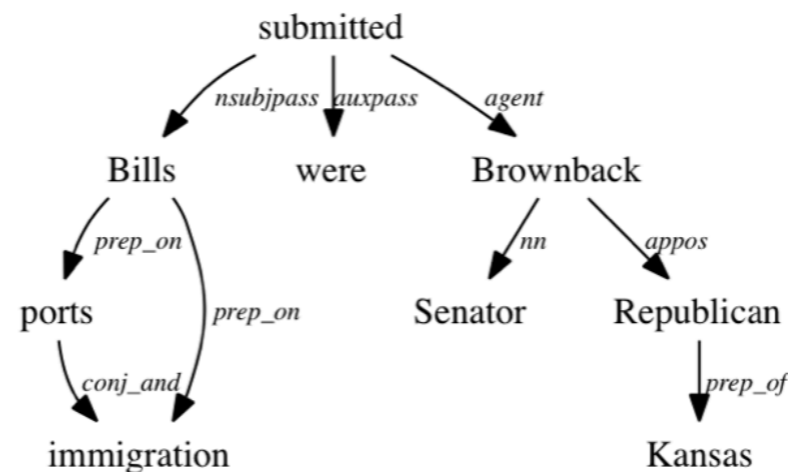 submitted
nsubjpass auxpass agent
Bills were Brownback
prep_on nn appos
ports prep_on Senator Republican
conj_and prep_of
immigration Kansas